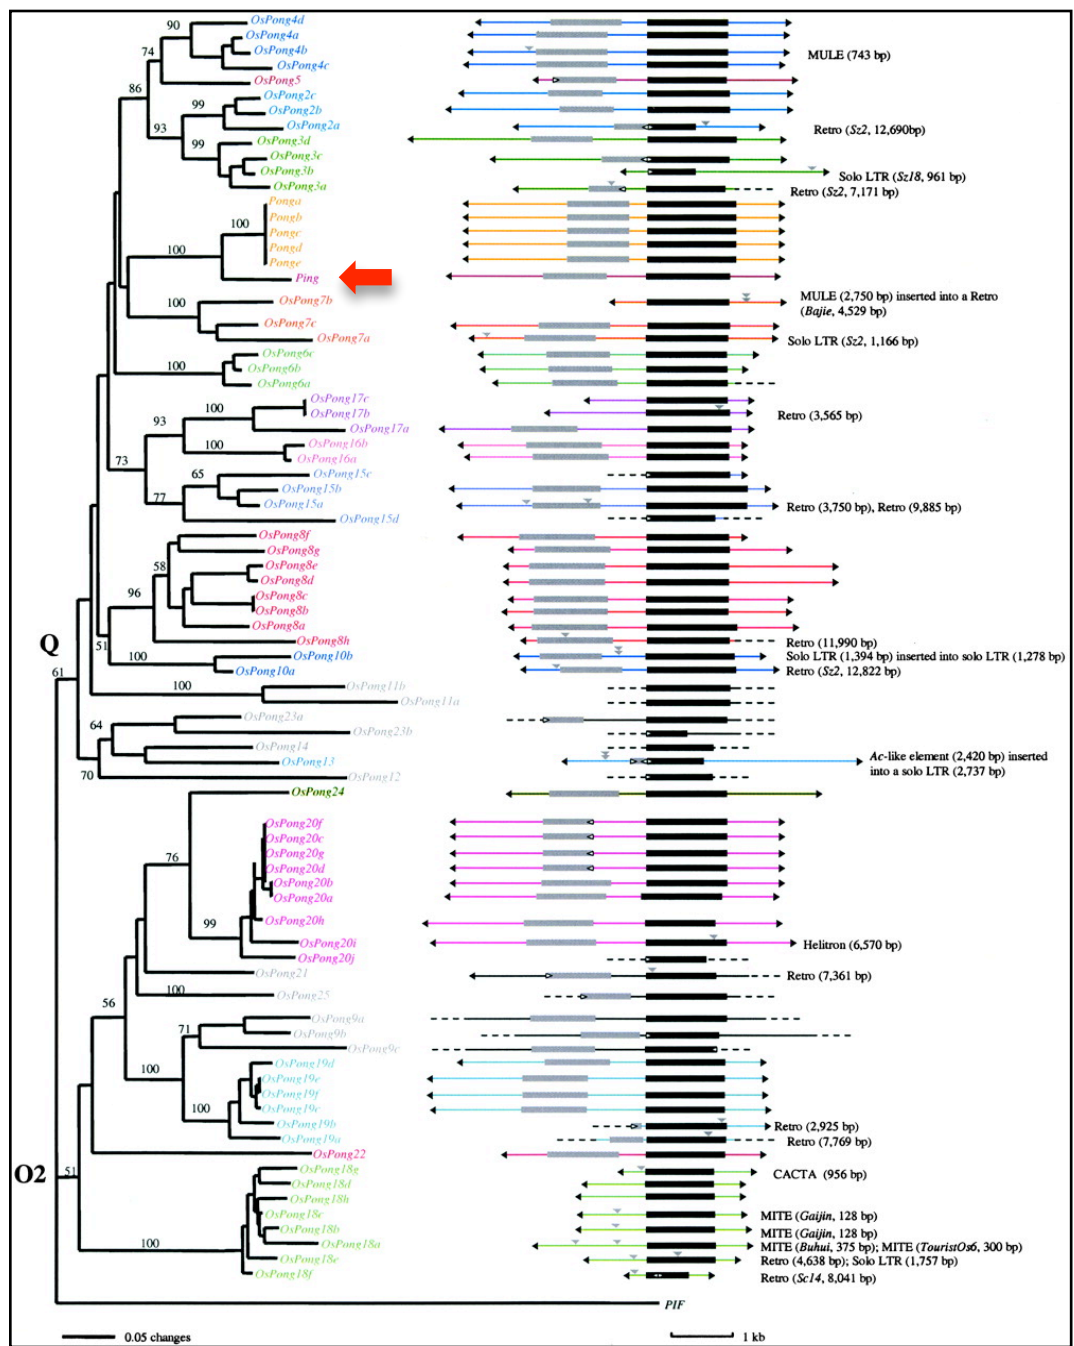 90
OsPong4d
OsPong4a
OsPong4b
OsPong4c
MULE (743 bp)
74
OsPong5
86
OsPong2c
99
OsPong2b
OsPong2a
Retro (Sz2, 12,690bp)
93
OsPong3d
99
OsPong3c
OsPong3b
Solo LTR (Sz18, 961 bp)
OsPong3a
Retro (Sz2, 7,171 bp)
Ponga
100
Pongb
Pongc
100
Pongd
Ponge
Ping
100
OsPong7b
MULE (2,750 bp) inserted into a Retro
(Bajie, 4,529 bp)
OsPong7c
OsPong7a
Solo LTR (Sz2, 1,166 bp)
OsPong6c
100
OsPong6b
OsPong6a
OsPong17c
100
OsPong17b
Retro (3,565 bp)
93
OsPong17a
100
OsPong16b
OsPong16a
73
65
OsPong15c
OsPong15b
77
OsPong15a
Retro (3,750 bp), Retro (9,885 bp)
OsPong15d
OsPong8f
OsPong8g
58
OsPong8e
OsPong8d
96
OsPong8c
OsPong8b
OsPong8a
Q
51
OsPong8h
Retro (11,990 bp)
100
OsPong10b
Solo LTR (1,394 bp) inserted into solo LTR (1,278 bp)
61
OsPong10a
Retro (Sz2, 12,822 bp)
100
OsPong11b
OsPong11a
OsPong23a
64
OsPong23b
OsPong14
OsPong13
Ac-like element (2,420 bp) inserted
into a solo LTR (2,737 bp)
70
OsPong12
OsPong24
OsPong20f
OsPong20c
76
OsPong20g
OsPong20d
OsPong20b
OsPong20a
99
OsPong20h
OsPong20i
Helitron (6,570 bp)
OsPong20j
OsPong21
Retro (7,361 bp)
100
OsPong25
56
OsPong9a
71
OsPong9b
OsPong9c
100
OsPong19d
OsPong19e
OsPong19f
100
OsPong19c
OsPong19b
Retro (2,925 bp)
OsPong19a
Retro (7,769 bp)
OsPong22
O2
51
OsPong18g
CACTA (956 bp)
OsPong18d
OsPong18h
OsPong18c
MITE (Gaijin, 128 bp)
OsPong18b
MITE (Gaijin, 128 bp)
100
OsPong18a
MITE (Buhui, 375 bp); MITE (TouristOs6, 300 bp)
OsPong18e
Retro (4,638 bp); Solo LTR (1,757 bp)
OsPong18f
Retro (Sc14, 8,041 bp)
PIF
0.05 changes
1 kb